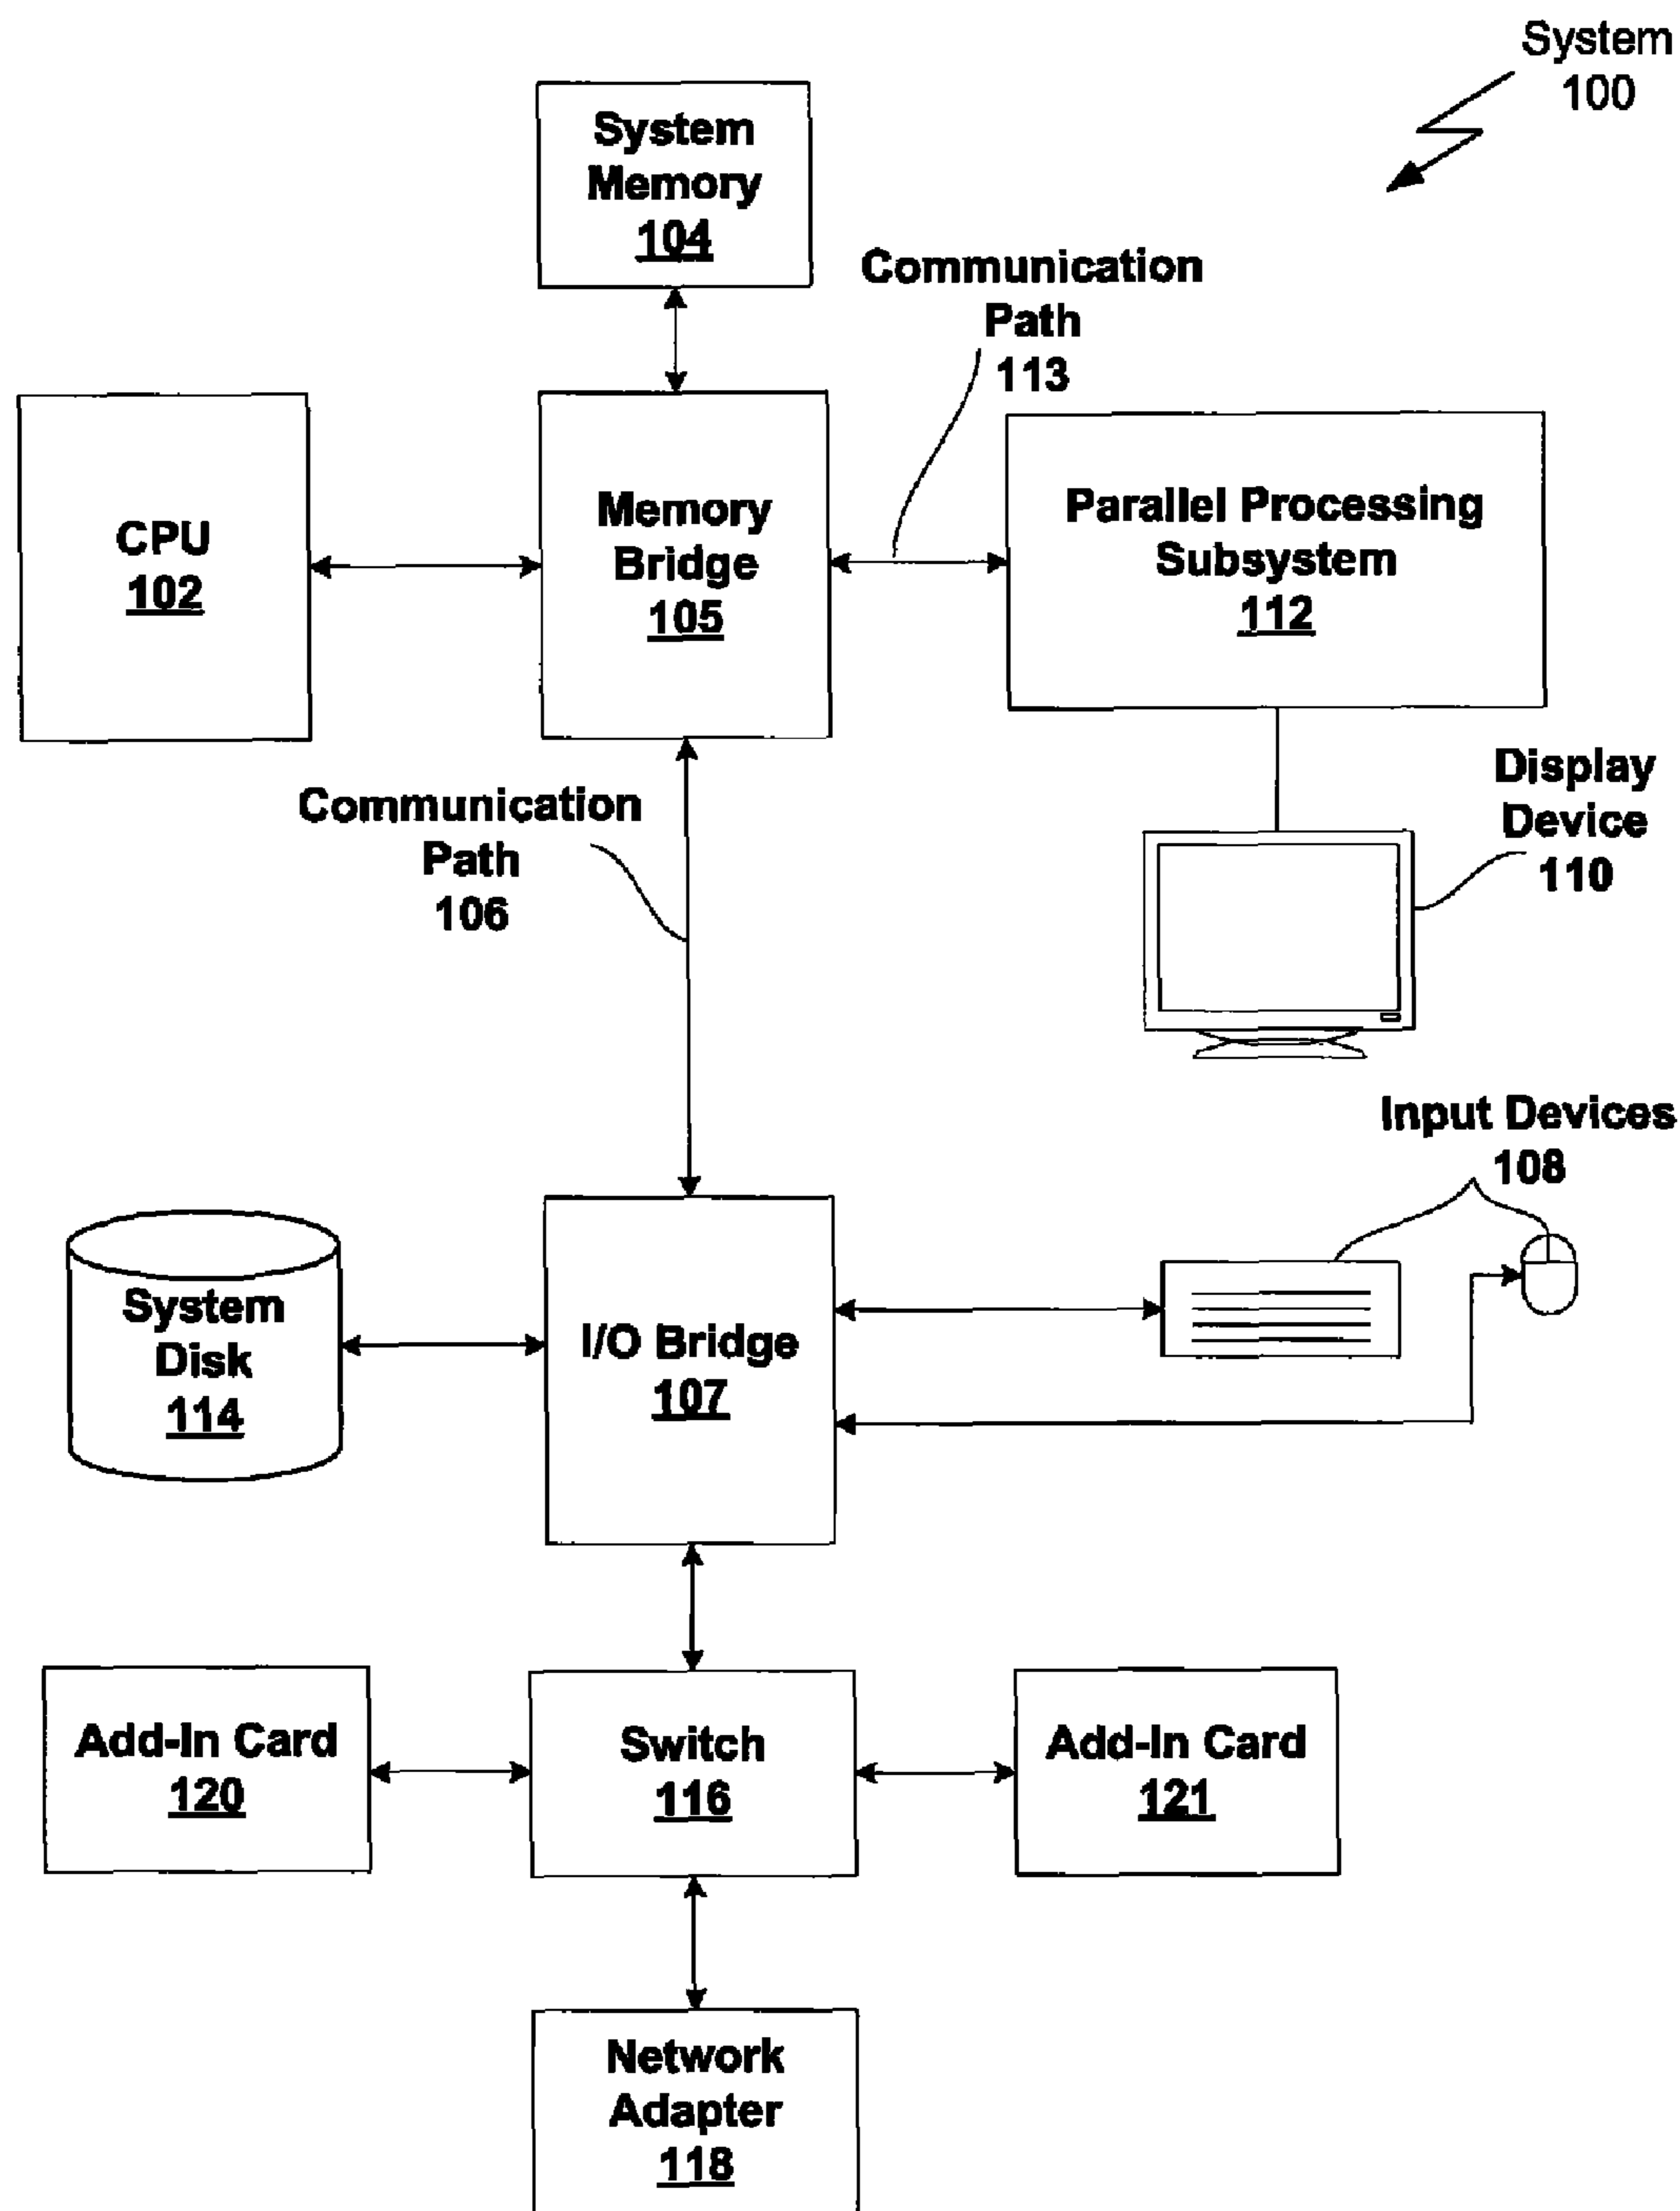 System
100
System
Memory
104
Communication
Path
113
CPU
102
Memory
Bridge
105
Parallel Processing
Subsystem
112
Communication
Path
106
Display
Device
110
Input Devices
108
System
Disk
114
I/O Bridge
107
Add-In Card
120
Switch
116
Add-In Card
121
Network
Adapter
118